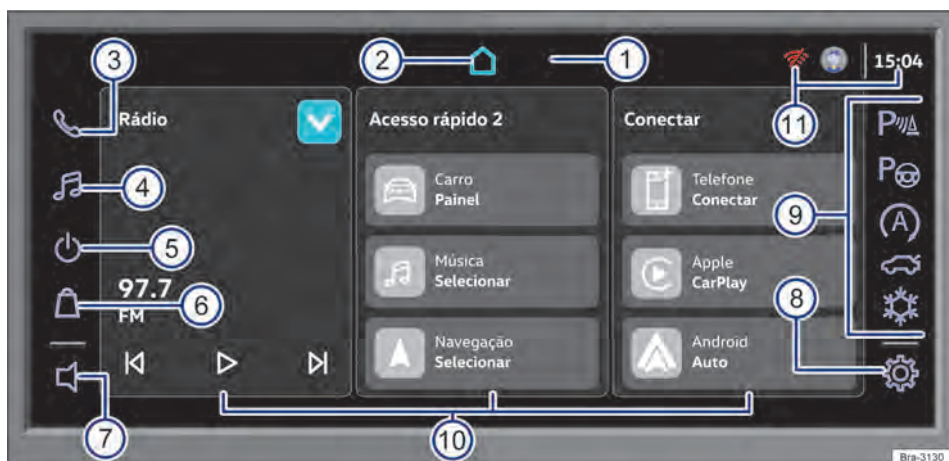 3
2
1
15:04
11
Rádio
Acesso rápido 2
Conectar
4
Carro
Painel
Telefone
Conectar
P
P
9
5
Música
Selecionar
Apple
CarPlay
A
6
97.7
FM
8
Navegação
Selecionar
Android
Auto
7
10
Bra-3130